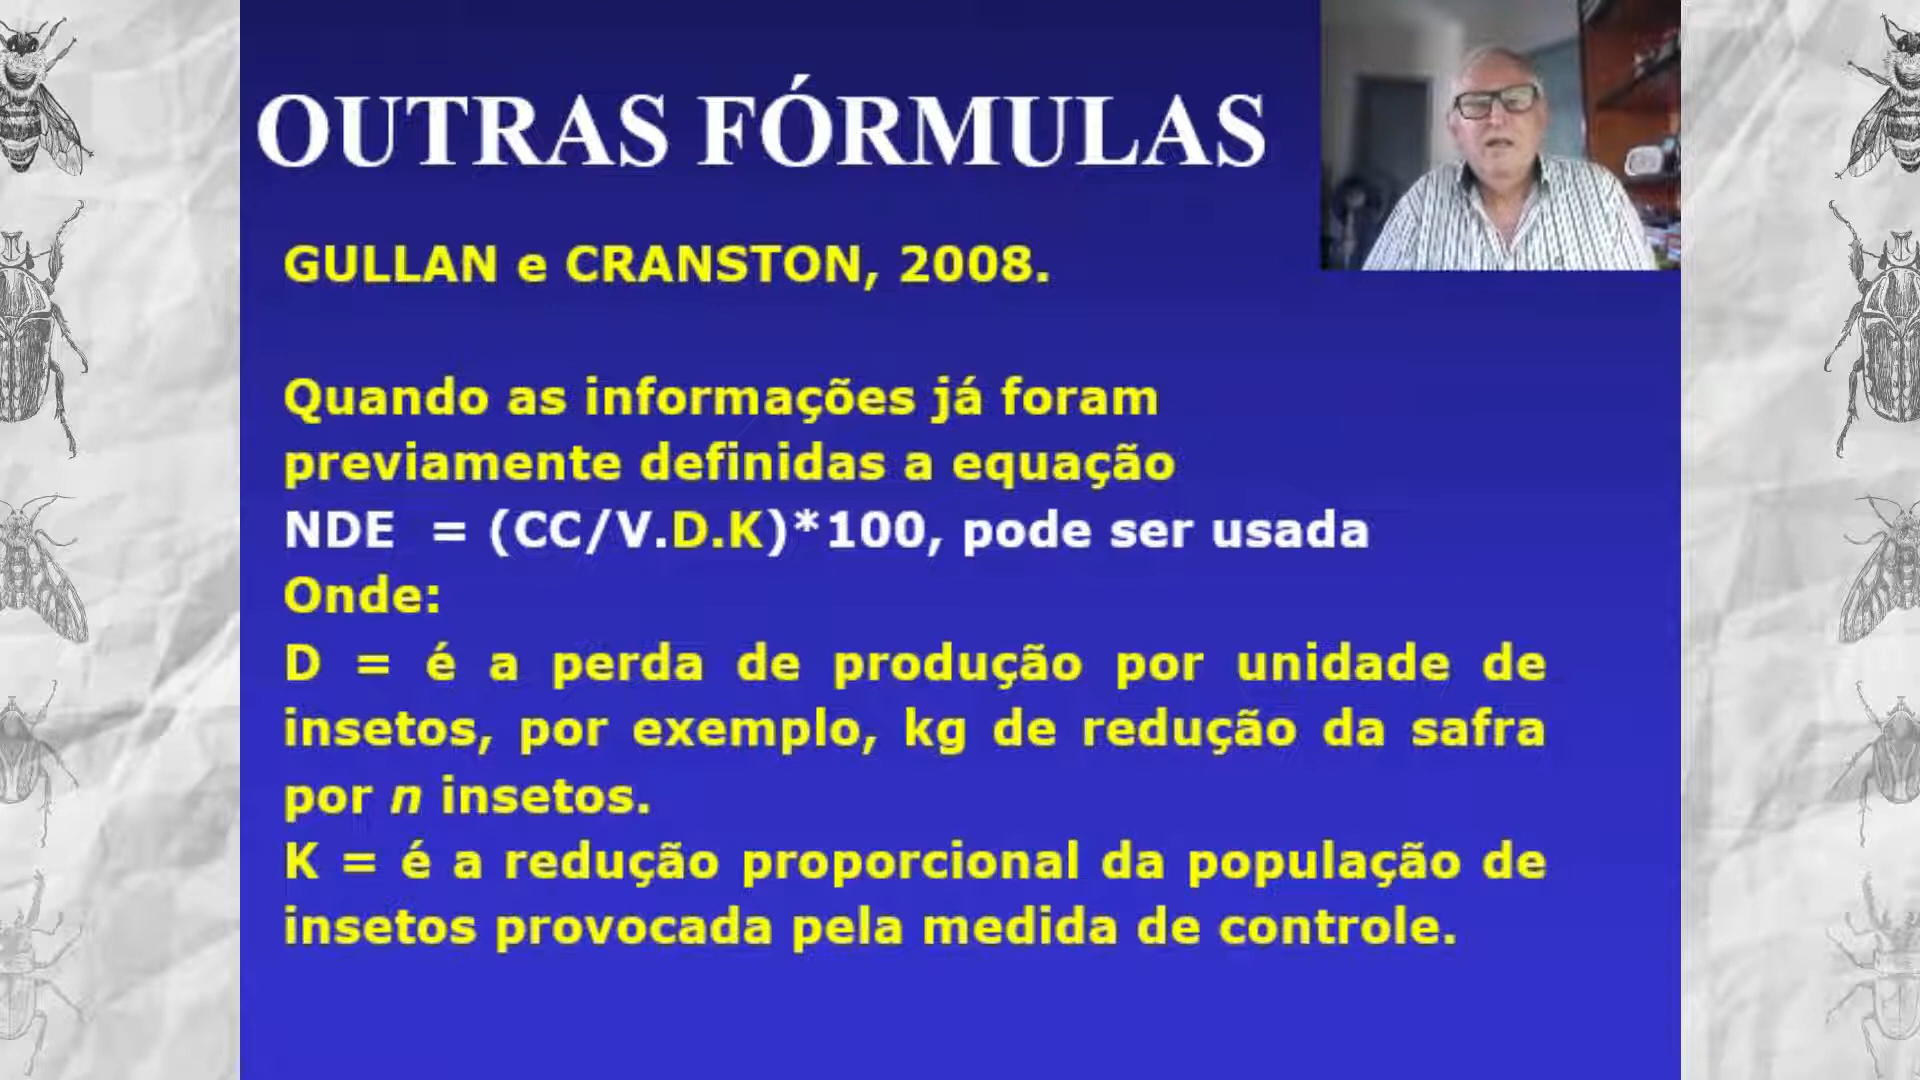 OUTRAS FÓRMULAS
GULLAN e CRANSTON, 2008.
Quando as informações já foram
previamente definidas a equação
NDE = (CC/V.D.K)*100, pode ser usada
Onde:
D = é a perda de produção por unidade de
insetos, por exemplo, kg de redução da safra
por n insetos.
K = é a redução proporcional da população de
insetos provocada pela medida de controle.